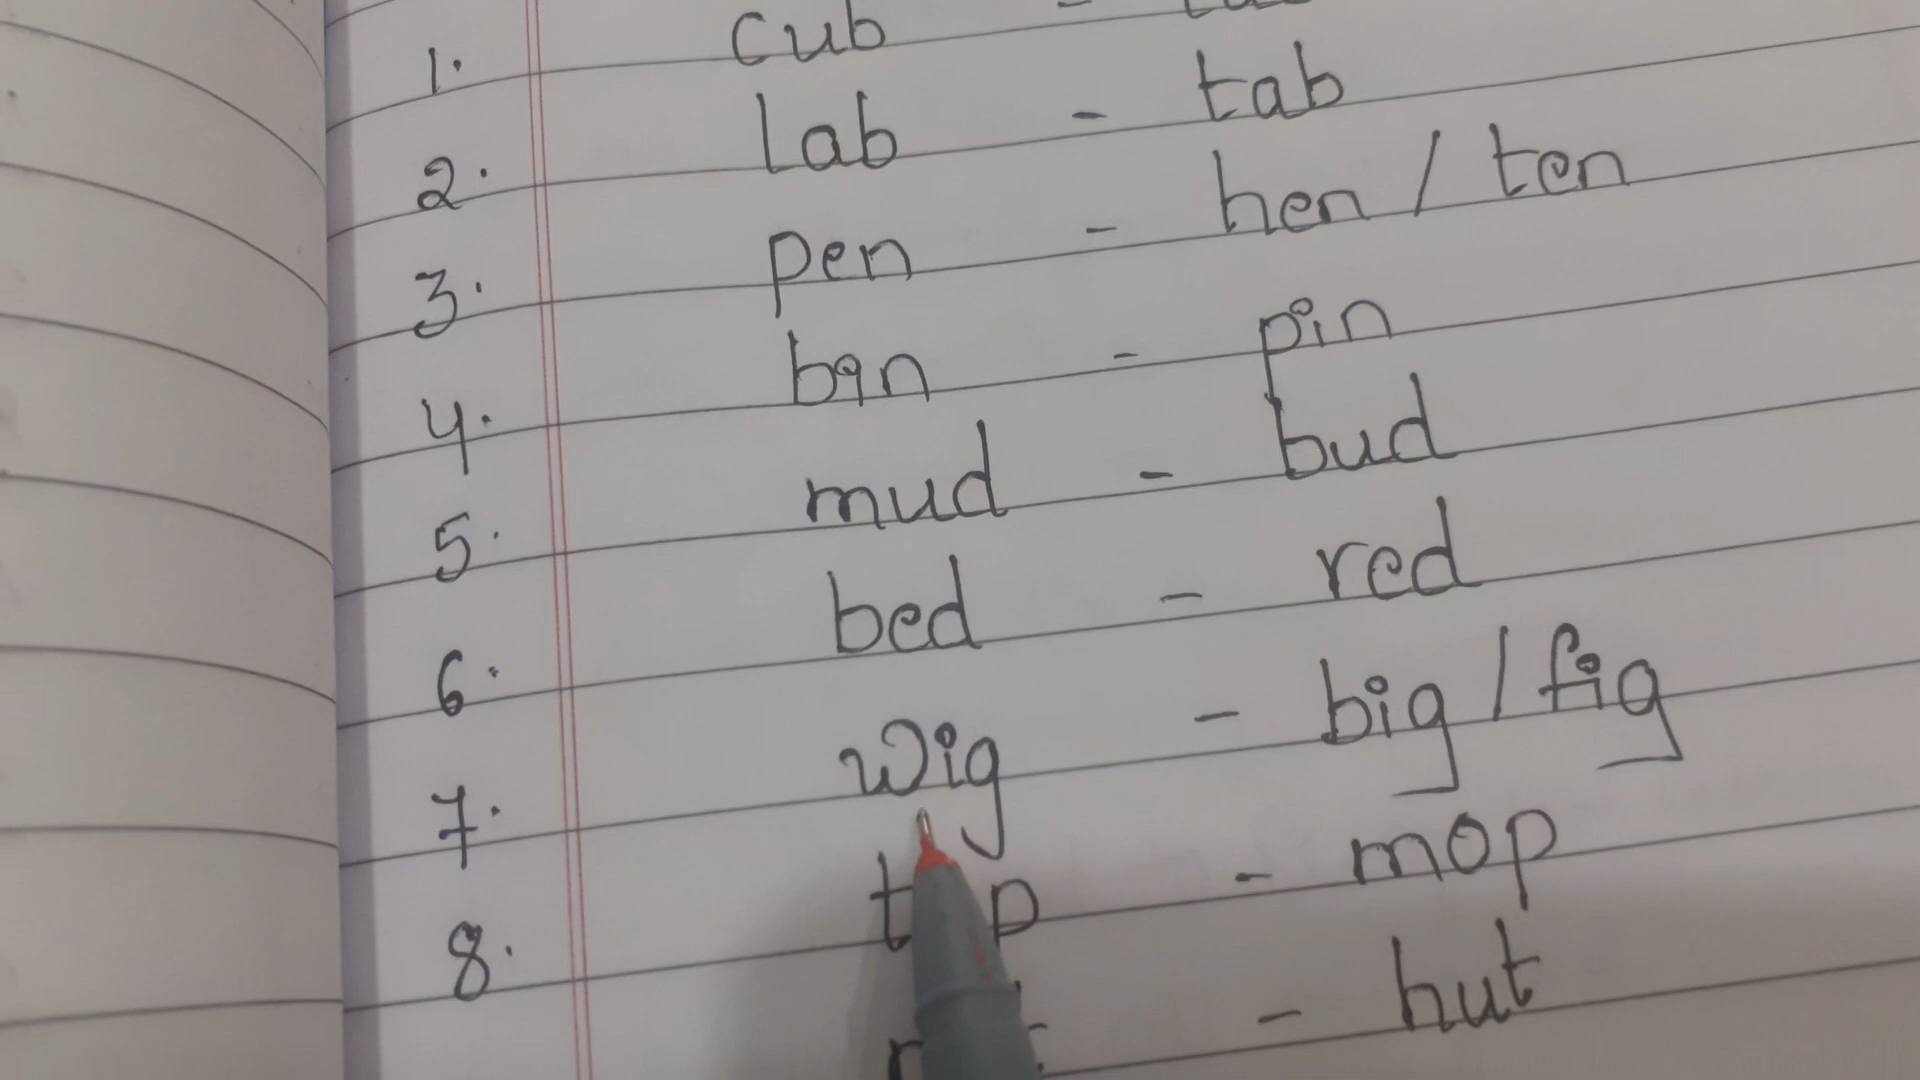 1. cub -
2. lab - tab
3. pen - hen / ten
4. bin - pin
5. mud - bud
6. bed - red
7. wig - big / fig
8. - mop
- hut